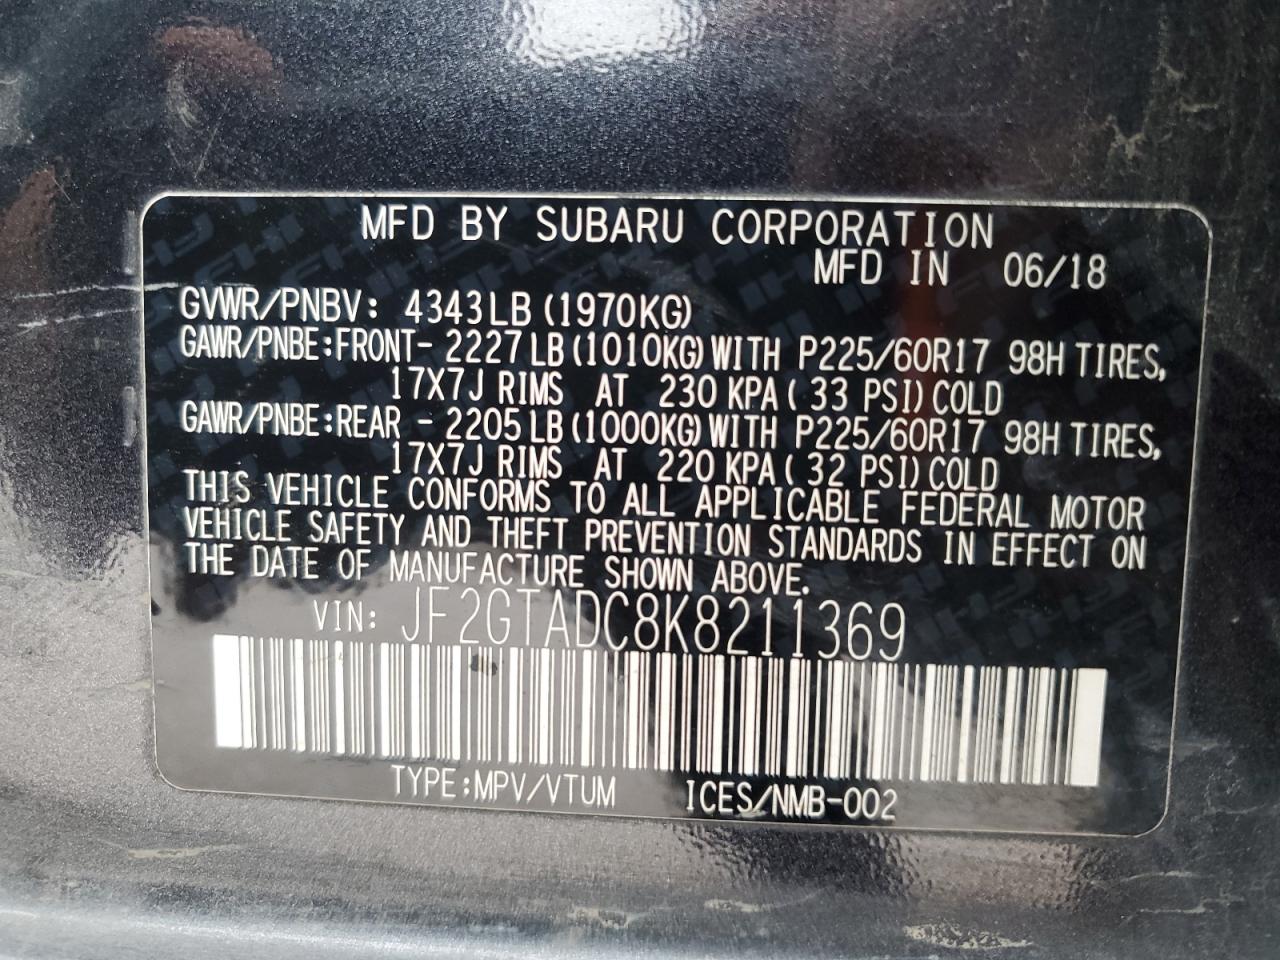 MFD BY SUBARU CORPORATION
MFD IN 06/18
GVWR/PNBV: 4343LB(1970KG)
GAWR/PNBE:FRONT- 2227LB(1010KG)WITH P225/60R17 98H TIRES,
17X7J RIMS AT 230 KPA( 33 PSI)COLD
GAWR/PNBE:REAR - 2205LB(1000KG)WITH P225/60R17 98H TIRES,
17X7J RIMS AT 220 KPA( 32 PSI)COLD
THIS VEHICLE CONFORMS TO ALL APPLICABLE FEDERAL MOTOR
VEHICLE SAFETY AND THEFT PREVENTION STANDARDS IN EFFECT ON
THE DATE OF MANUFACTURE SHOWN ABOVE.
VIN: JF2GTADC8K8211369
TYPE:MPV/VTUM ICES/NMB-002